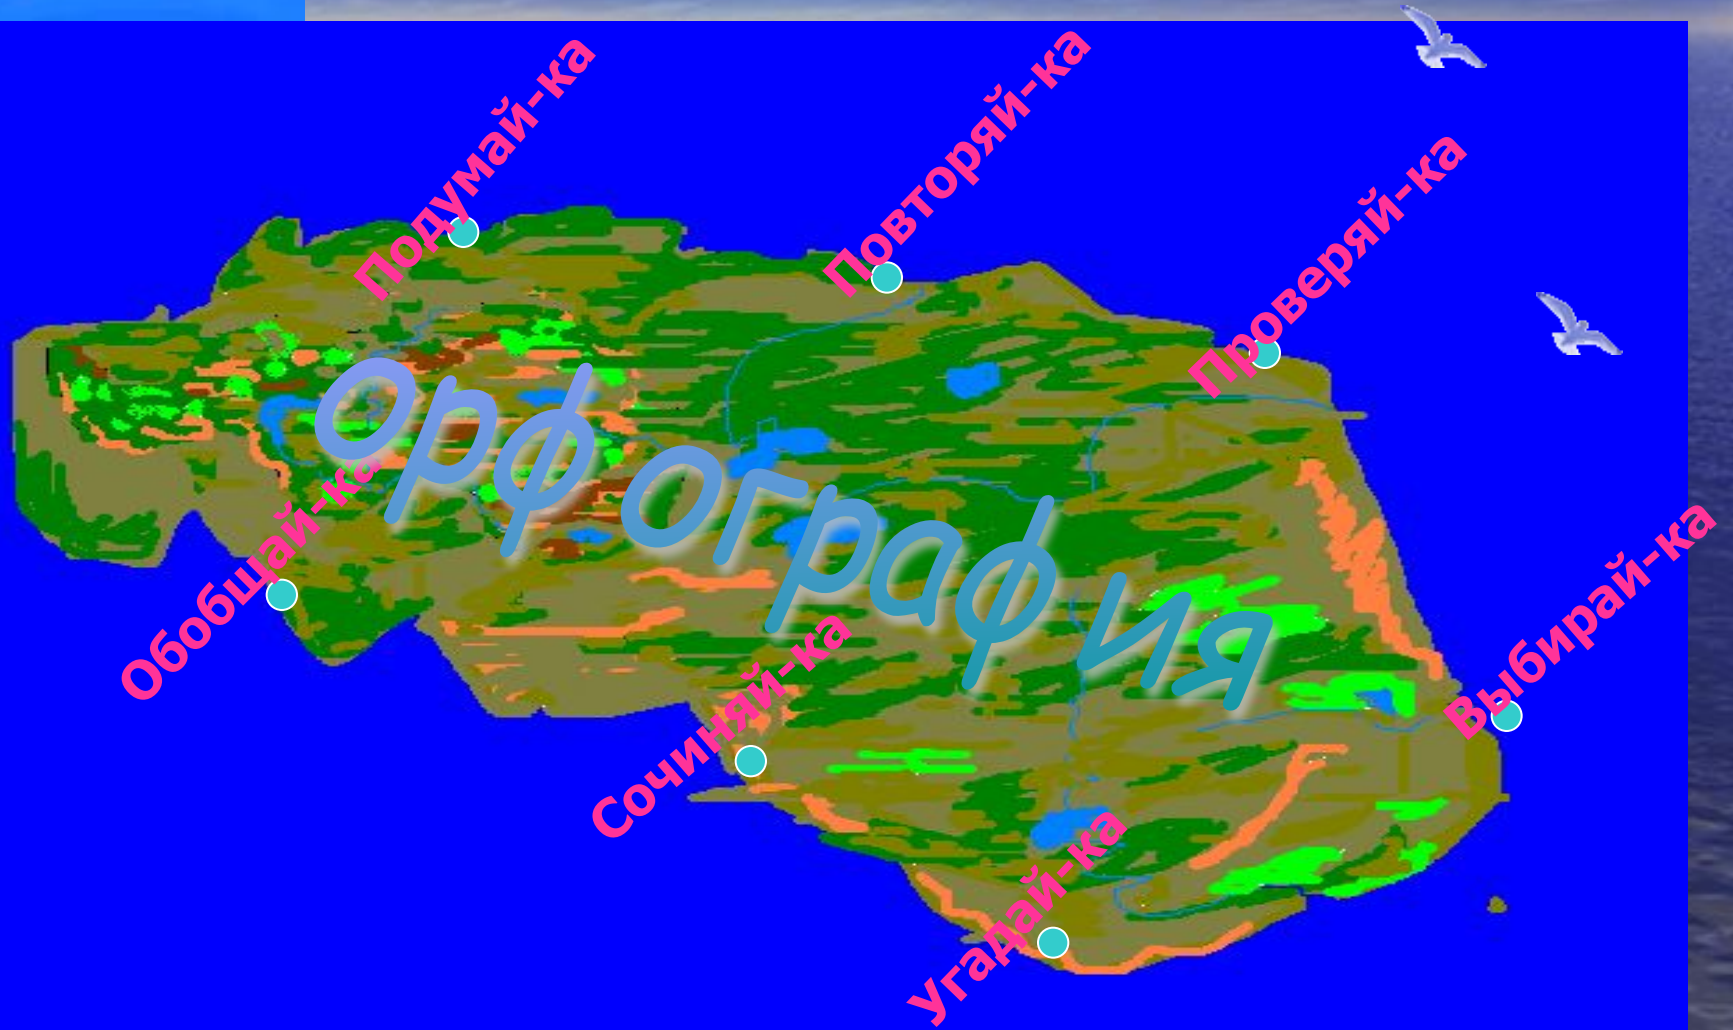 Подумай-ка
Повторяй-ка
Проверяй-ка
орфография
Обобщай-ка
Выбирай-ка
Сочиняй-ка
Угадай-ка